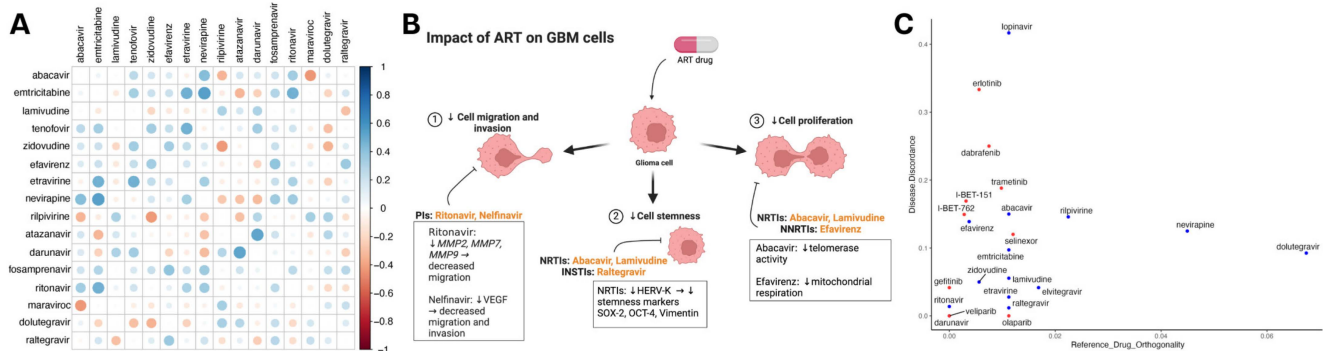 A
abacavir
emtricitabine
lamivudine
tenofovir
zidovudine
efavirenz
etravirine
nevirapine
rilpivirine
atazanavir
darunavir
fosamprenavir
ritonavir
maraviroc
dolutegravir
raltegravir
abacavir
emtricitabine
lamivudine
tenofovir
zidovudine
efavirenz
etravirine
nevirapine
rilpivirine
atazanavir
darunavir
fosamprenavir
ritonavir
maraviroc
dolutegravir
raltegravir
1
0.8
0.6
0.4
0.2
0
−0.2
−0.4
−0.6
−0.8
−1
B
Impact of ART on GBM cells
ART drug
1 ↓ Cell migration and
invasion
Glioma cell
3 ↓Cell proliferation
2 ↓Cell stemness
PIs: Ritonavir, Nelfinavir
Ritonavir:
↓MMP2, MMP7,
MMP9 →
decreased
migration
Nelfinavir: ↓VEGF
→ decreased
migration and
invasion
NRTIs: Abacavir, Lamivudine
INSTIs: Raltegravir
NRTIs: ↓HERV-K → ↓
stemness markers
SOX-2, OCT-4, Vimentin
NRTIs: Abacavir, Lamivudine
NNRTIs: Efavirenz
Abacavir: ↓telomerase
activity
Efavirenz: ↓mitochondrial
respiration
C
Disease.Discordance
0.4
0.3
0.2
0.1
0.0
lopinavir
erlotinib
dabrafenib
trametinib
I-BET-151
I-BET-762
abacavir
rilpivirine
efavirenz
selinexor
nevirapine
emtricitabine
dolutegravir
zidovudine
gefitinib
lamivudine
elvitegravir
etravirine
ritonavir
raltegravir
veliparib
darunavir
olaparib
0.00
0.02
0.04
0.06
Reference_Drug_Orthogonality